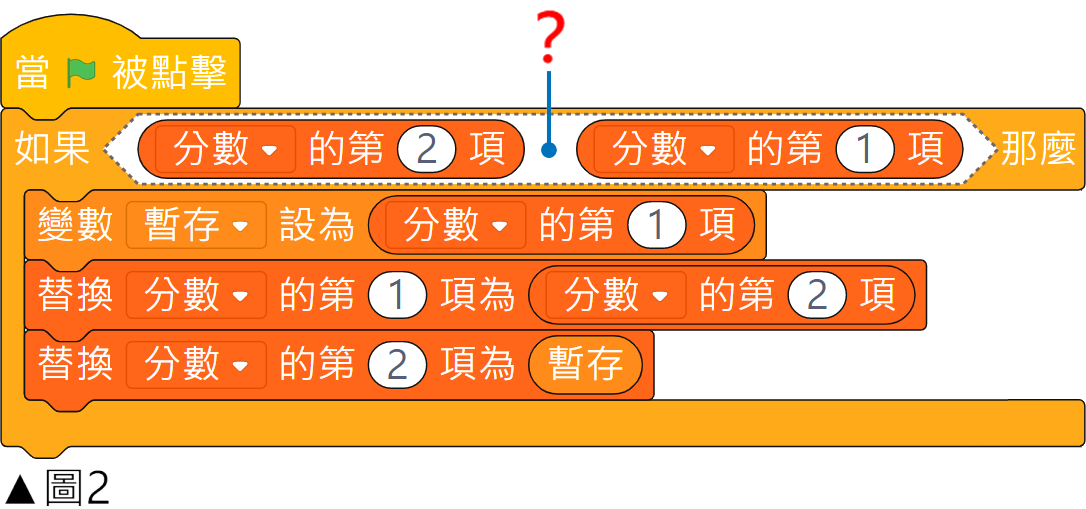 ?
當 被點擊
如果 分數 的第 2 項 分數 的第 1 項 那麼
變數 暫存 設為 分數 的第 1 項
替換 分數 的第 1 項為 分數 的第 2 項
替換 分數 的第 2 項為 暫存
▲圖2